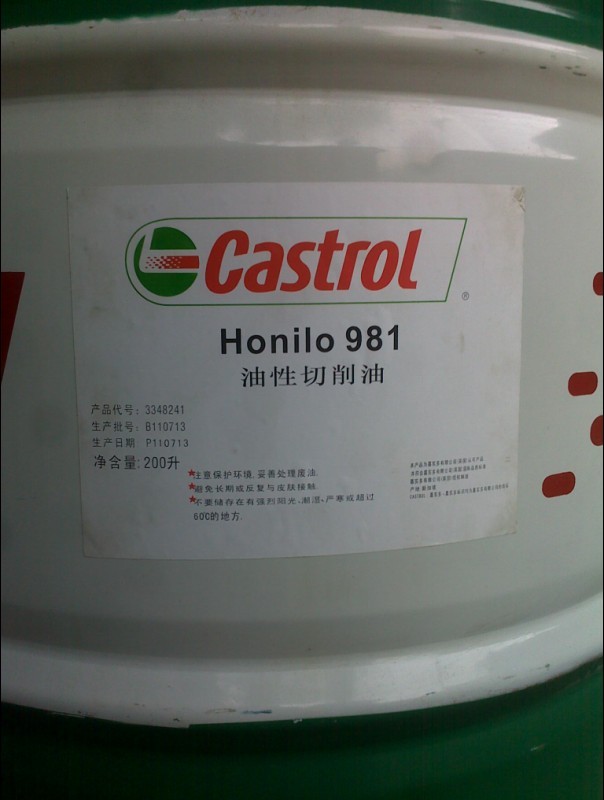 Castrol
®
Honilo 981
油性切削油
产品代号: 3348241
生产批号: B110713
生产日期 P110713
净含量: 200升
★注意保护环境,妥善处理废油.
★避免长期或反复与皮肤接触.
★不要储存在有强烈阳光,潮湿,严寒或超过
60℃的地方.